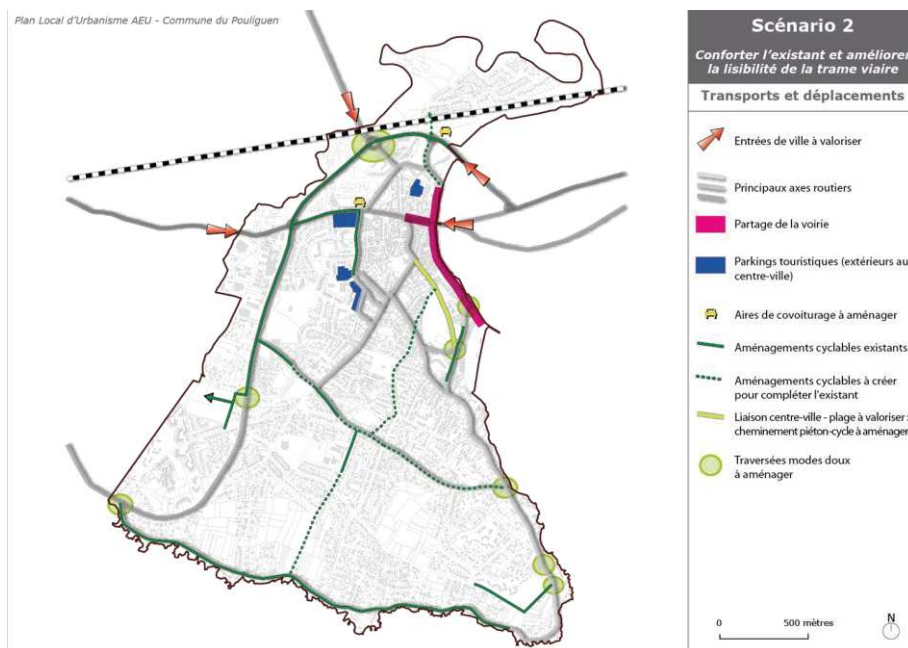 Plan Local d'Urbanisme AEU - Commune du Pouliguen
Scénario 2
Conforter l'existant et améliorer
la lisibilité de la trame viaire
Transports et déplacements
Entrées de ville à valoriser
Principaux axes routiers
Partage de la voirie
Parkings touristiques (extérieurs au
centre-ville)
Aires de covoiturage à aménager
Aménagements cyclables existants
Aménagements cyclables à créer
pour compléter l'existant
Liaison centre-ville - plage à valoriser :
cheminement piéton-cycle à aménager
Traversées modes doux
à aménager
0 500 mètres
N